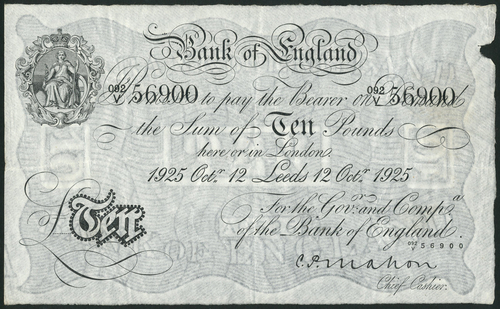 Bank of England
092/V 56900 092/V 56900
Promise to pay the Bearer on Demand
the Sum of Ten Pounds
here or in London.
1925 Octr. 12 Leeds 12 Octr. 1925
For the Govr. and Compa.
of the Bank of England.
092/V 56900
£Ten
C.P. Mahon
Chief Cashier.